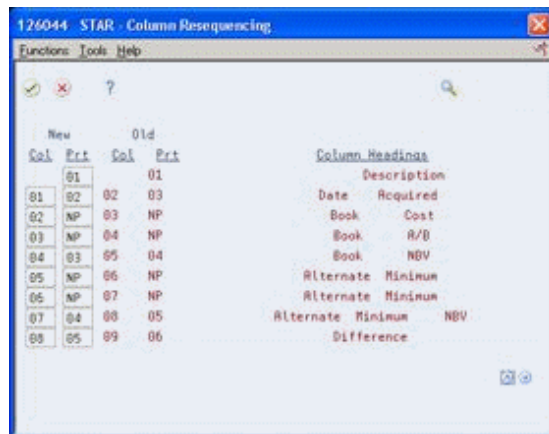 126044 STAR - Column Resequencing
Functions Tools Help
?
New Old
Col Prt Col Prt Column Headings
01 01 Description
01 02 02 03 Date Acquired
02 NP 03 NP Book Cost
03 NP 04 NP Book A/B
04 03 05 04 Book NBV
05 NP 06 NP Alternate Minimum
06 NP 07 NP Alternate Minimum
07 04 08 05 Alternate Minimum NBV
08 05 09 06 Difference